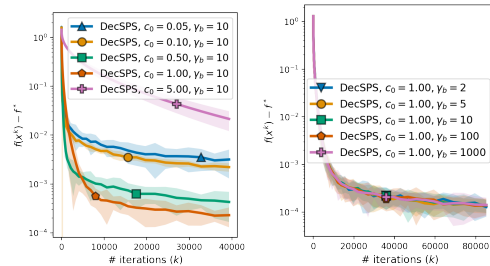 DecSPS, c₀ = 0.05, γ_b = 10
DecSPS, c₀ = 0.10, γ_b = 10
DecSPS, c₀ = 0.50, γ_b = 10
DecSPS, c₀ = 1.00, γ_b = 10
DecSPS, c₀ = 5.00, γ_b = 10
f(x^k) − f*
10⁰
10⁻¹
10⁻²
10⁻³
10⁻⁴
0 10000 20000 30000 40000
# iterations (k)
DecSPS, c₀ = 1.00, γ_b = 2
DecSPS, c₀ = 1.00, γ_b = 5
DecSPS, c₀ = 1.00, γ_b = 10
DecSPS, c₀ = 1.00, γ_b = 100
DecSPS, c₀ = 1.00, γ_b = 1000
f(x^k) − f*
10⁰
10⁻¹
10⁻²
10⁻³
10⁻⁴
0 20000 40000 60000 80000
# iterations (k)